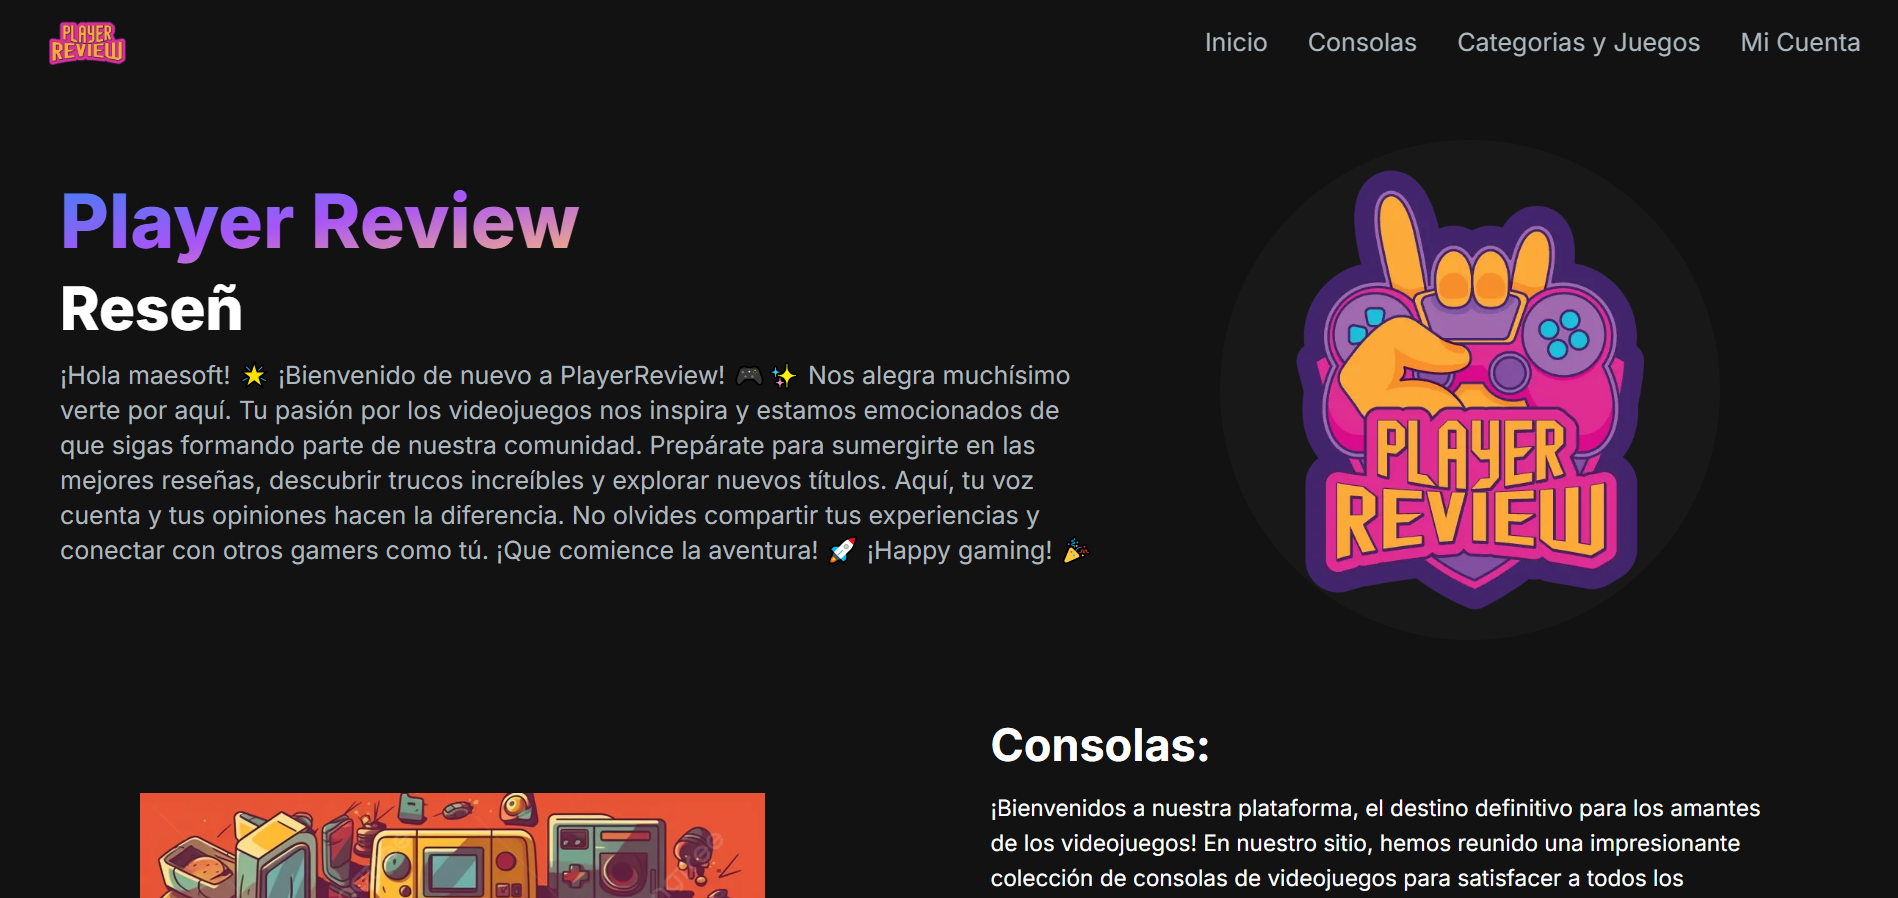 PLAYER
REVIEW
Inicio Consolas Categorias y Juegos Mi Cuenta
Player Review
Reseñ
¡Hola maesoft! 🌟 ¡Bienvenido de nuevo a PlayerReview! 🎮 ✨ Nos alegra muchísimo
verte por aquí. Tu pasión por los videojuegos nos inspira y estamos emocionados de
que sigas formando parte de nuestra comunidad. Prepárate para sumergirte en las
mejores reseñas, descubrir trucos increíbles y explorar nuevos títulos. Aquí, tu voz
cuenta y tus opiniones hacen la diferencia. No olvides compartir tus experiencias y
conectar con otros gamers como tú. ¡Que comience la aventura! 🚀 ¡Happy gaming! 🎉
PLAYER
REVIEW
Consolas:
¡Bienvenidos a nuestra plataforma, el destino definitivo para los amantes
de los videojuegos! En nuestro sitio, hemos reunido una impresionante
colección de consolas de videojuegos para satisfacer a todos los